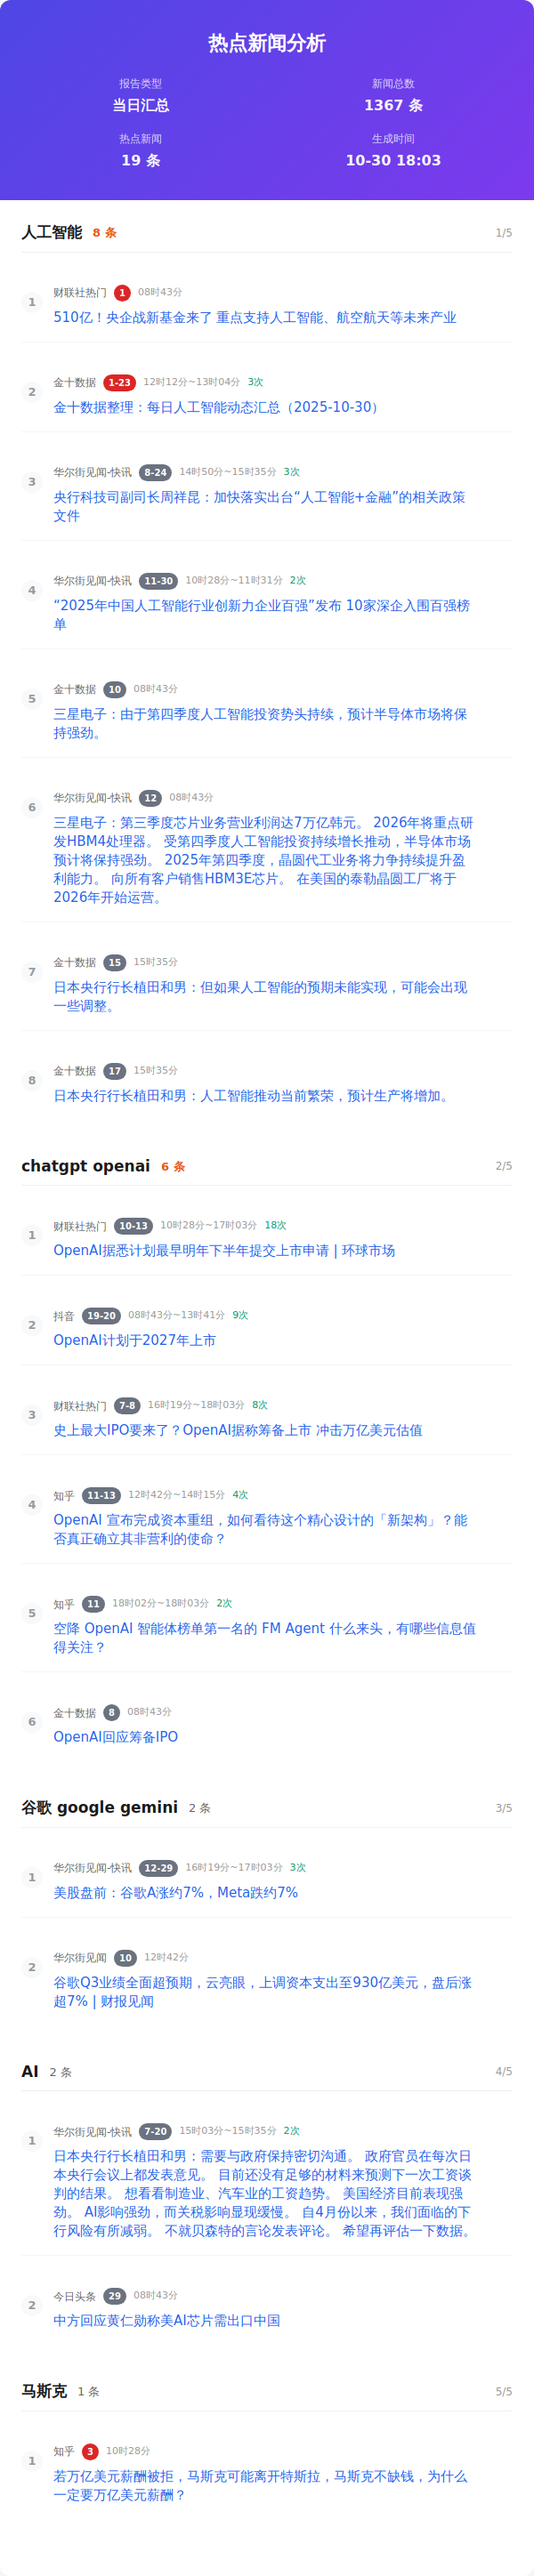 热点新闻分析
报告类型
新闻总数
当日汇总
1367 条
热点新闻
生成时间
19 条
10-30 18:03
人工智能 8 条 1/5
1
财联社热门 1 08时43分
510亿！央企战新基金来了 重点支持人工智能、航空航天等未来产业
2
金十数据 1-23 12时12分~13时04分 3次
金十数据整理：每日人工智能动态汇总（2025-10-30）
3
华尔街见闻-快讯 8-24 14时50分~15时35分 3次
央行科技司副司长周祥昆：加快落实出台“人工智能+金融”的相关政策
文件
4
华尔街见闻-快讯 11-30 10时28分~11时31分 2次
“2025年中国人工智能行业创新力企业百强”发布 10家深企入围百强榜
单
5
金十数据 10 08时43分
三星电子：由于第四季度人工智能投资势头持续，预计半导体市场将保
持强劲。
6
华尔街见闻-快讯 12 08时43分
三星电子：第三季度芯片业务营业利润达7万亿韩元。 2026年将重点研
发HBM4处理器。 受第四季度人工智能投资持续增长推动，半导体市场
预计将保持强劲。 2025年第四季度，晶圆代工业务将力争持续提升盈
利能力。 向所有客户销售HBM3E芯片。 在美国的泰勒晶圆工厂将于
2026年开始运营。
7
金十数据 15 15时35分
日本央行行长植田和男：但如果人工智能的预期未能实现，可能会出现
一些调整。
8
金十数据 17 15时35分
日本央行行长植田和男：人工智能推动当前繁荣，预计生产将增加。
chatgpt openai 6 条 2/5
1
财联社热门 10-13 10时28分~17时03分 18次
OpenAI据悉计划最早明年下半年提交上市申请 | 环球市场
2
抖音 19-20 08时43分~13时41分 9次
OpenAI计划于2027年上市
3
财联社热门 7-8 16时19分~18时03分 8次
史上最大IPO要来了？OpenAI据称筹备上市 冲击万亿美元估值
4
知乎 11-13 12时42分~14时15分 4次
OpenAI 宣布完成资本重组，如何看待这个精心设计的「新架构」？能
否真正确立其非营利的使命？
5
知乎 11 18时02分~18时03分 2次
空降 OpenAI 智能体榜单第一名的 FM Agent 什么来头，有哪些信息值
得关注？
6
金十数据 8 08时43分
OpenAI回应筹备IPO
谷歌 google gemini 2 条 3/5
1
华尔街见闻-快讯 12-29 16时19分~17时03分 3次
美股盘前：谷歌A涨约7%，Meta跌约7%
2
华尔街见闻 10 12时42分
谷歌Q3业绩全面超预期，云亮眼，上调资本支出至930亿美元，盘后涨
超7% | 财报见闻
AI 2 条 4/5
1
华尔街见闻-快讯 7-20 15时03分~15时35分 2次
日本央行行长植田和男：需要与政府保持密切沟通。 政府官员在每次日
本央行会议上都发表意见。 目前还没有足够的材料来预测下一次工资谈
判的结果。 想看看制造业、汽车业的工资趋势。 美国经济目前表现强
劲。 AI影响强劲，而关税影响显现缓慢。 自4月份以来，我们面临的下
行风险有所减弱。 不就贝森特的言论发表评论。 希望再评估一下数据。
2
今日头条 29 08时43分
中方回应黄仁勋称美AI芯片需出口中国
马斯克 1 条 5/5
1
知乎 3 10时28分
若万亿美元薪酬被拒，马斯克可能离开特斯拉，马斯克不缺钱，为什么
一定要万亿美元薪酬？